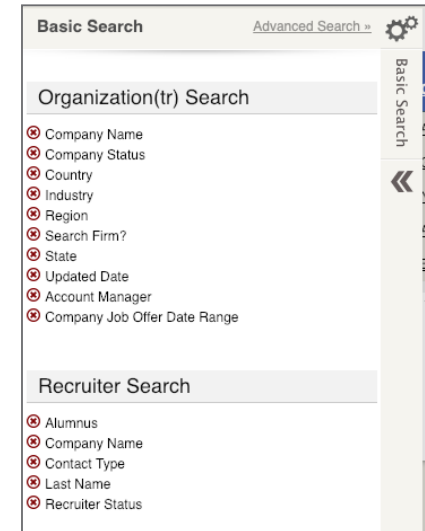 Basic Search
Advanced Search »
Basic Search
Organization(tr) Search
Company Name
Company Status
Country
Industry
Region
Search Firm?
State
Updated Date
Account Manager
Company Job Offer Date Range
Recruiter Search
Alumnus
Company Name
Contact Type
Last Name
Recruiter Status